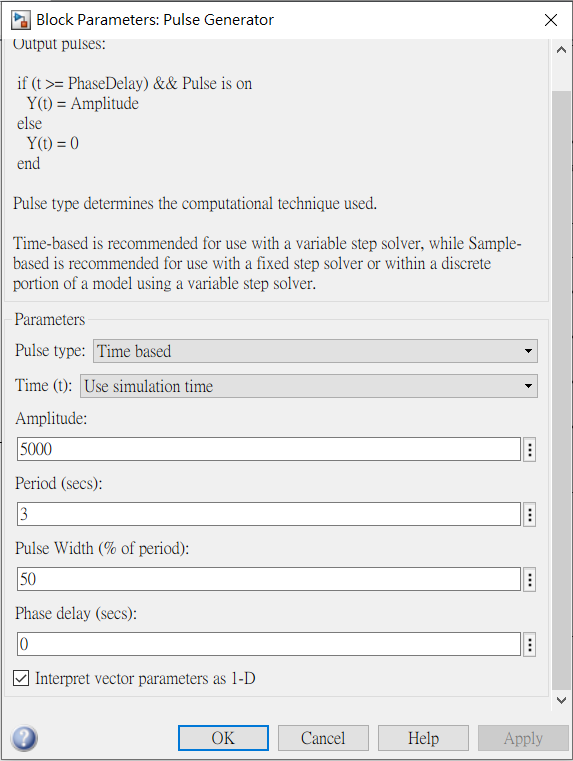 Block Parameters: Pulse Generator
Output pulses:
if (t >= PhaseDelay) && Pulse is on
Y(t) = Amplitude
else
Y(t) = 0
end
Pulse type determines the computational technique used.
Time-based is recommended for use with a variable step solver, while Sample-
based is recommended for use with a fixed step solver or within a discrete
portion of a model using a variable step solver.
Parameters
Pulse type: Time based
Time (t): Use simulation time
Amplitude:
5000
Period (secs):
3
Pulse Width (% of period):
50
Phase delay (secs):
0
Interpret vector parameters as 1-D
OK Cancel Help Apply